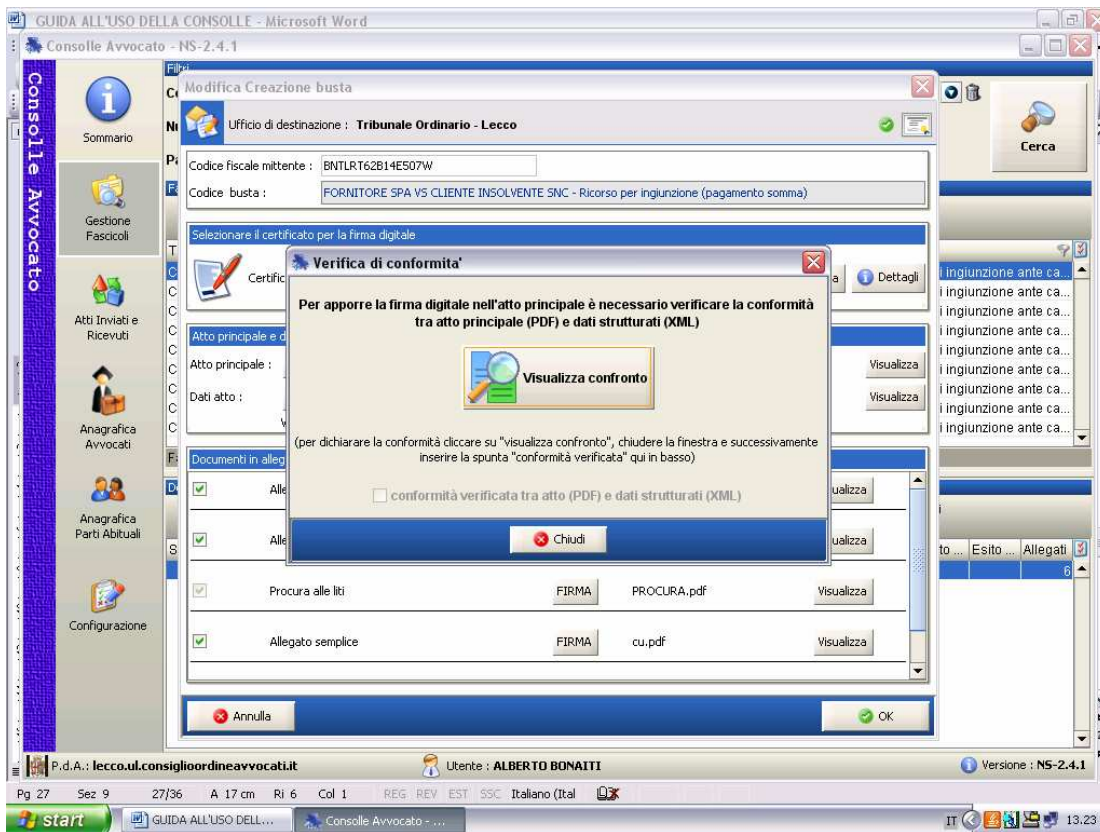 GUIDA ALL'USO DELLA CONSOLLE - Microsoft Word
Consolle Avvocato - NS-2.4.1
Consolle Avvocato
Sommario
Gestione
Fascicoli
Atti Inviati e
Ricevuti
Anagrafica
Avvocati
Anagrafica
Parti Abituali
Configurazione
Filtri
Cerca
Modifica Creazione busta
Ufficio di destinazione : Tribunale Ordinario - Lecco
Codice fiscale mittente : BNTLRT62B14E507W
Codice busta : FORNITORE SPA VS CLIENTE INSOLVENTE SNC - Ricorso per ingiunzione (pagamento somma)
Selezionare il certificato per la firma digitale
Certific
Dettagli
Atto principale e d
Atto principale :
Visualizza
Dati atto :
Visualizza
Documenti in alleg
Alle
ualizza
Alle
ualizza
Procura alle liti FIRMA PROCURA.pdf Visualizza
Allegato semplice FIRMA cu.pdf Visualizza
Annulla
OK
Verifica di conformita'
Per apporre la firma digitale nell'atto principale è necessario verificare la conformità
tra atto principale (PDF) e dati strutturati (XML)
Visualizza confronto
(per dichiarare la conformità cliccare su "visualizza confronto", chiudere la finestra e successivamente
inserire la spunta "conformità verificata" qui in basso)
conformità verificata tra atto (PDF) e dati strutturati (XML)
Chiudi
i ingiunzione ante ca...
i ingiunzione ante ca...
i ingiunzione ante ca...
i ingiunzione ante ca...
i ingiunzione ante ca...
i ingiunzione ante ca...
i ingiunzione ante ca...
i ingiunzione ante ca...
i ingiunzione ante ca...
to ... Esito ... Allegati
6
P.d.A.: lecco.ul.consiglioordineavvocati.it
Utente : ALBERTO BONAITI
Versione : NS-2.4.1
Pg 27 Sez 9 27/36 A 17 cm Ri 6 Col 1 REG REV EST SSC Italiano (Ital
start
GUIDA ALL'USO DELL...
Consolle Avvocato - ...
IT
13.23